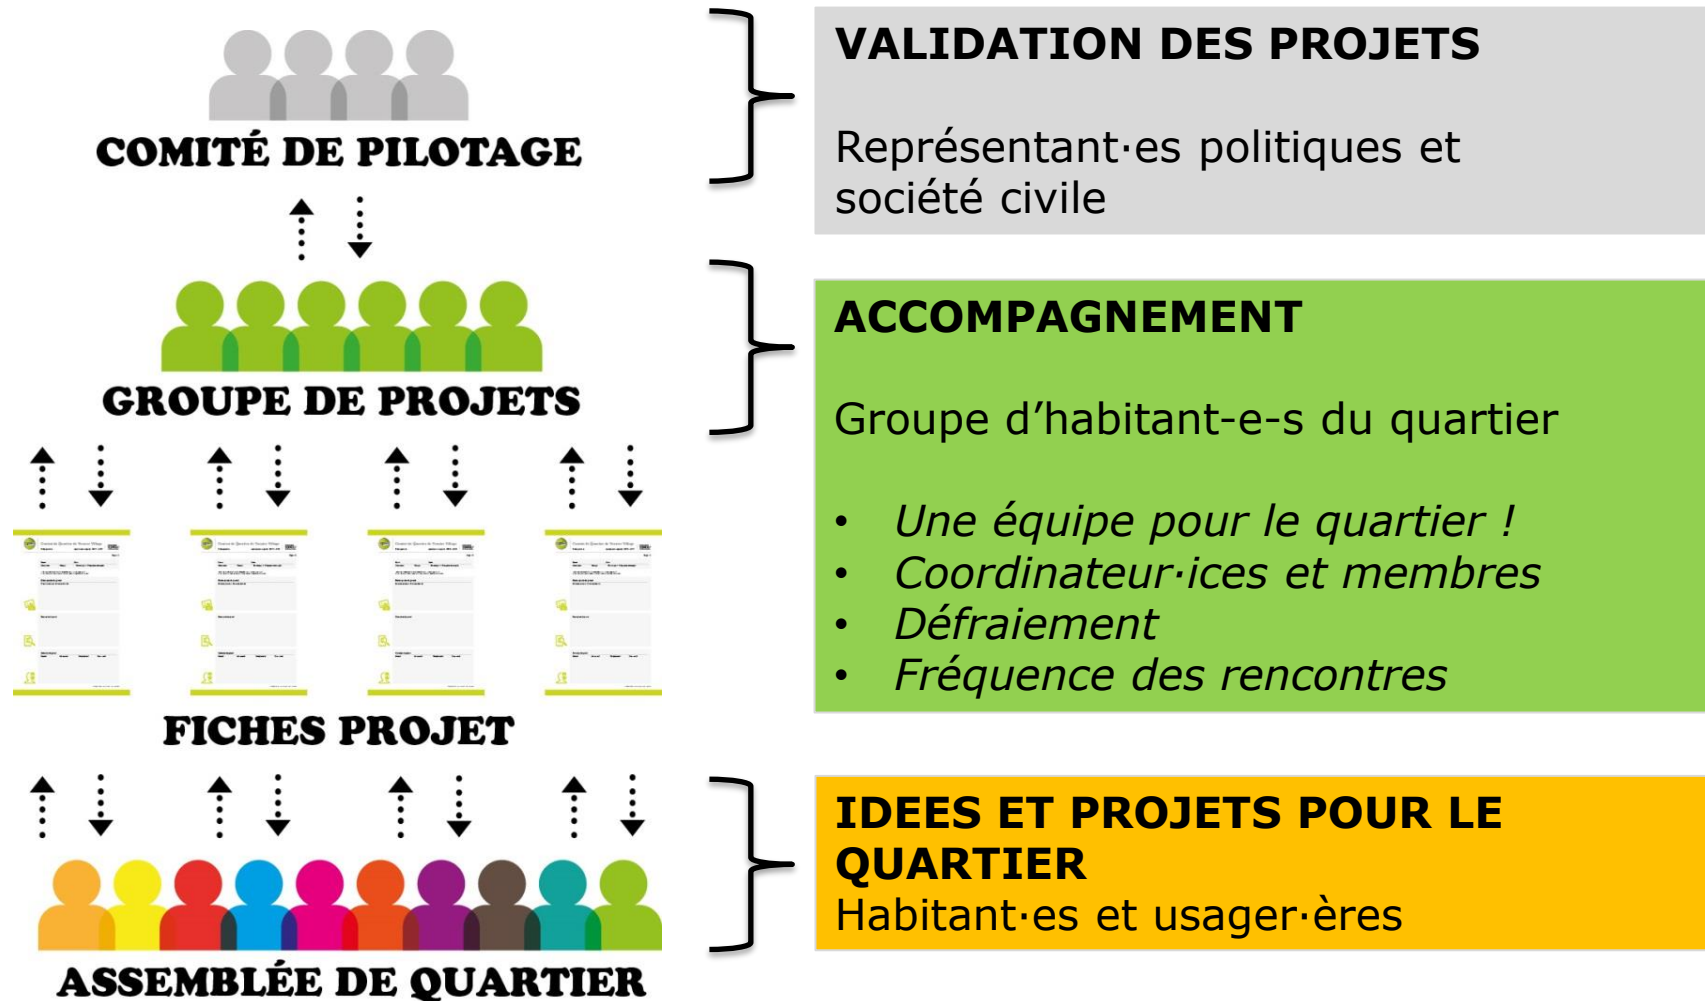 COMITÉ DE PILOTAGE
VALIDATION DES PROJETS
Représentant·es politiques et
société civile
GROUPE DE PROJETS
ACCOMPAGNEMENT
Groupe d’habitant-e-s du quartier
• Une équipe pour le quartier !
• Coordinateur·ices et membres
• Défraiement
• Fréquence des rencontres
FICHES PROJET
IDEES ET PROJETS POUR LE
QUARTIER
Habitant·es et usager·ères
ASSEMBLÉE DE QUARTIER